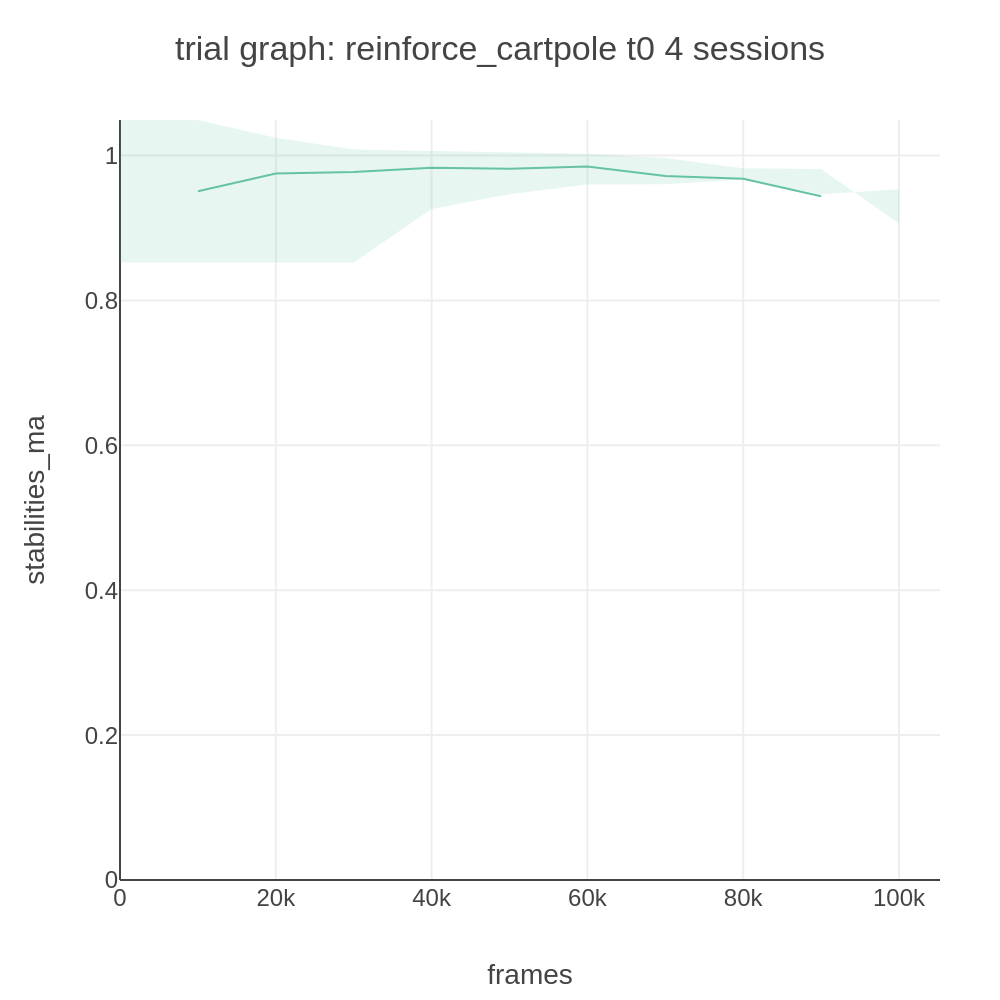 trial graph: reinforce_cartpole t0 4 sessions
1
0.8
0.6
0.4
0.2
0
stabilities_ma
0 20k 40k 60k 80k 100k
frames